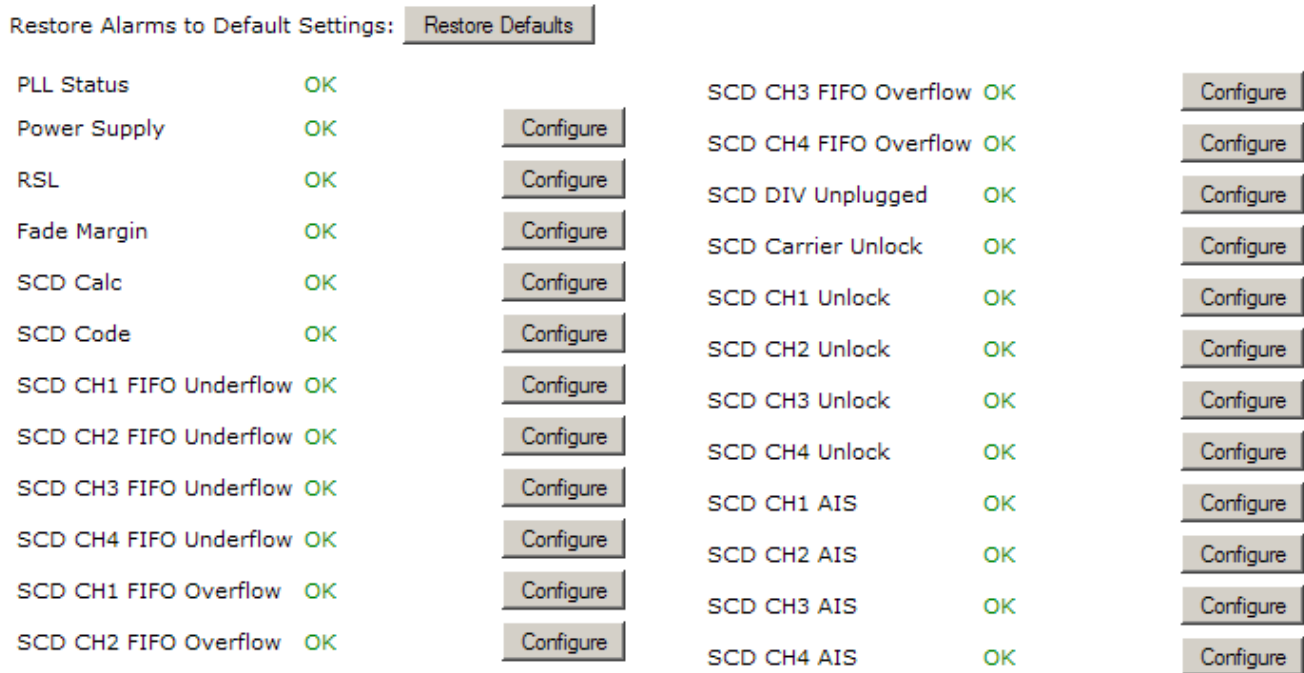 Restore Alarms to Default Settings: Restore Defaults
PLL Status OK
Power Supply OK Configure
RSL OK Configure
Fade Margin OK Configure
SCD Calc OK Configure
SCD Code OK Configure
SCD CH1 FIFO Underflow OK Configure
SCD CH2 FIFO Underflow OK Configure
SCD CH3 FIFO Underflow OK Configure
SCD CH4 FIFO Underflow OK Configure
SCD CH1 FIFO Overflow OK Configure
SCD CH2 FIFO Overflow OK Configure
SCD CH3 FIFO Overflow OK Configure
SCD CH4 FIFO Overflow OK Configure
SCD DIV Unplugged OK Configure
SCD Carrier Unlock OK Configure
SCD CH1 Unlock OK Configure
SCD CH2 Unlock OK Configure
SCD CH3 Unlock OK Configure
SCD CH4 Unlock OK Configure
SCD CH1 AIS OK Configure
SCD CH2 AIS OK Configure
SCD CH3 AIS OK Configure
SCD CH4 AIS OK Configure